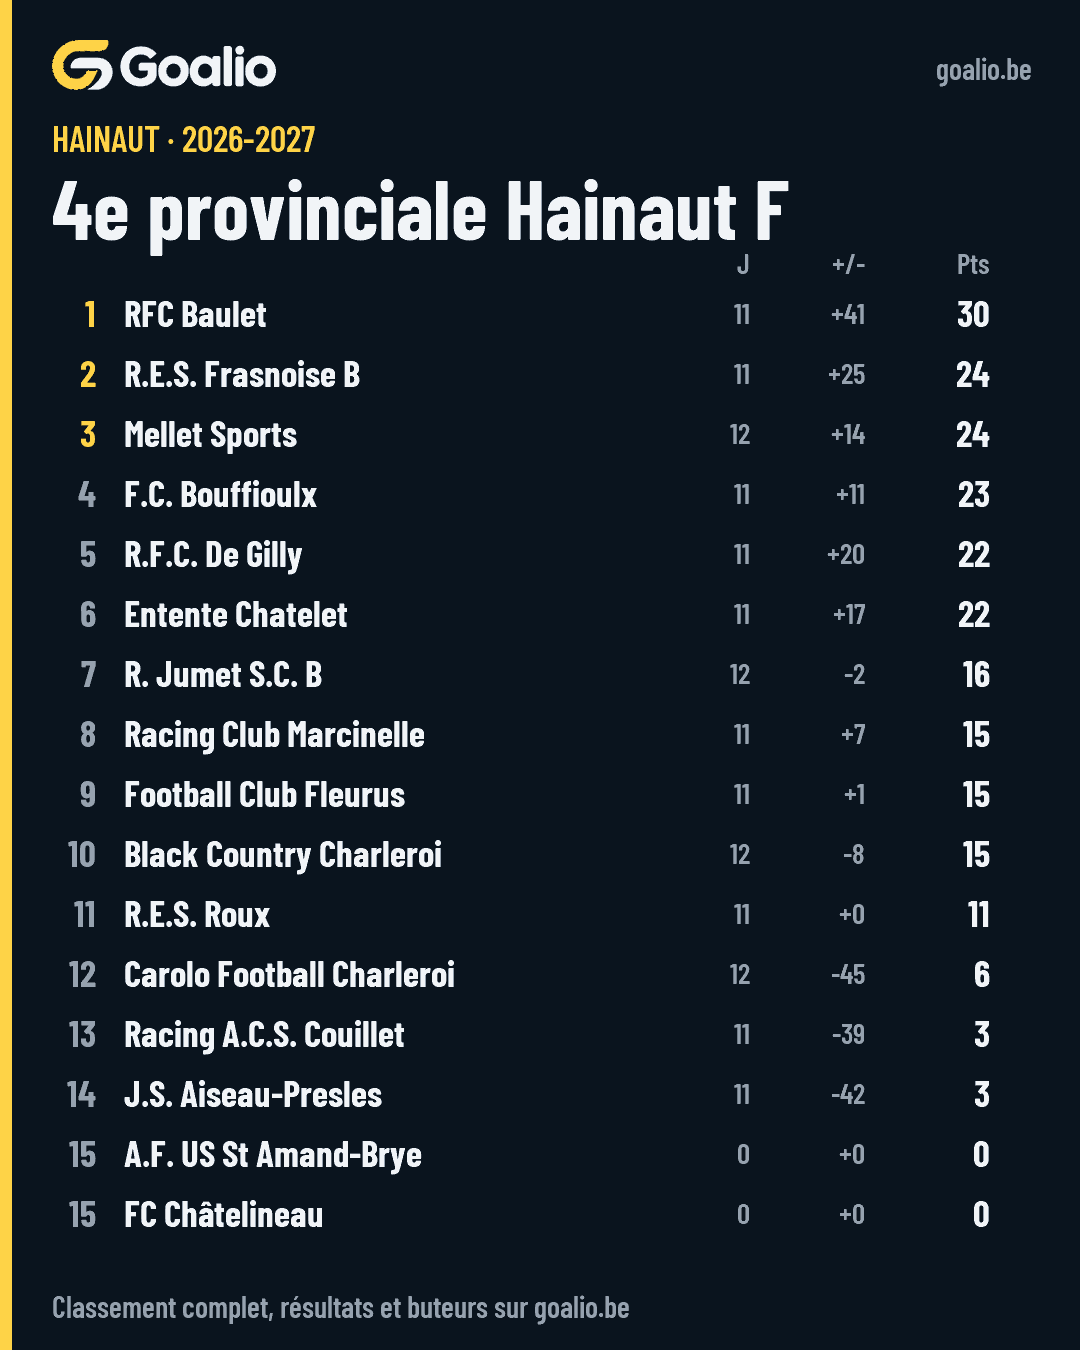 Goalio
goalio.be
HAINAUT · 2026-2027
4e provinciale Hainaut F
J +/- Pts
1 RFC Baulet 11 +41 30
2 R.E.S. Frasnoise B 11 +25 24
3 Mellet Sports 12 +14 24
4 F.C. Bouffioulx 11 +11 23
5 R.F.C. De Gilly 11 +20 22
6 Entente Chatelet 11 +17 22
7 R. Jumet S.C. B 12 -2 16
8 Racing Club Marcinelle 11 +7 15
9 Football Club Fleurus 11 +1 15
10 Black Country Charleroi 12 -8 15
11 R.E.S. Roux 11 +0 11
12 Carolo Football Charleroi 12 -45 6
13 Racing A.C.S. Couillet 11 -39 3
14 J.S. Aiseau-Presles 11 -42 3
15 A.F. US St Amand-Brye 0 +0 0
15 FC Châtelineau 0 +0 0
Classement complet, résultats et buteurs sur goalio.be